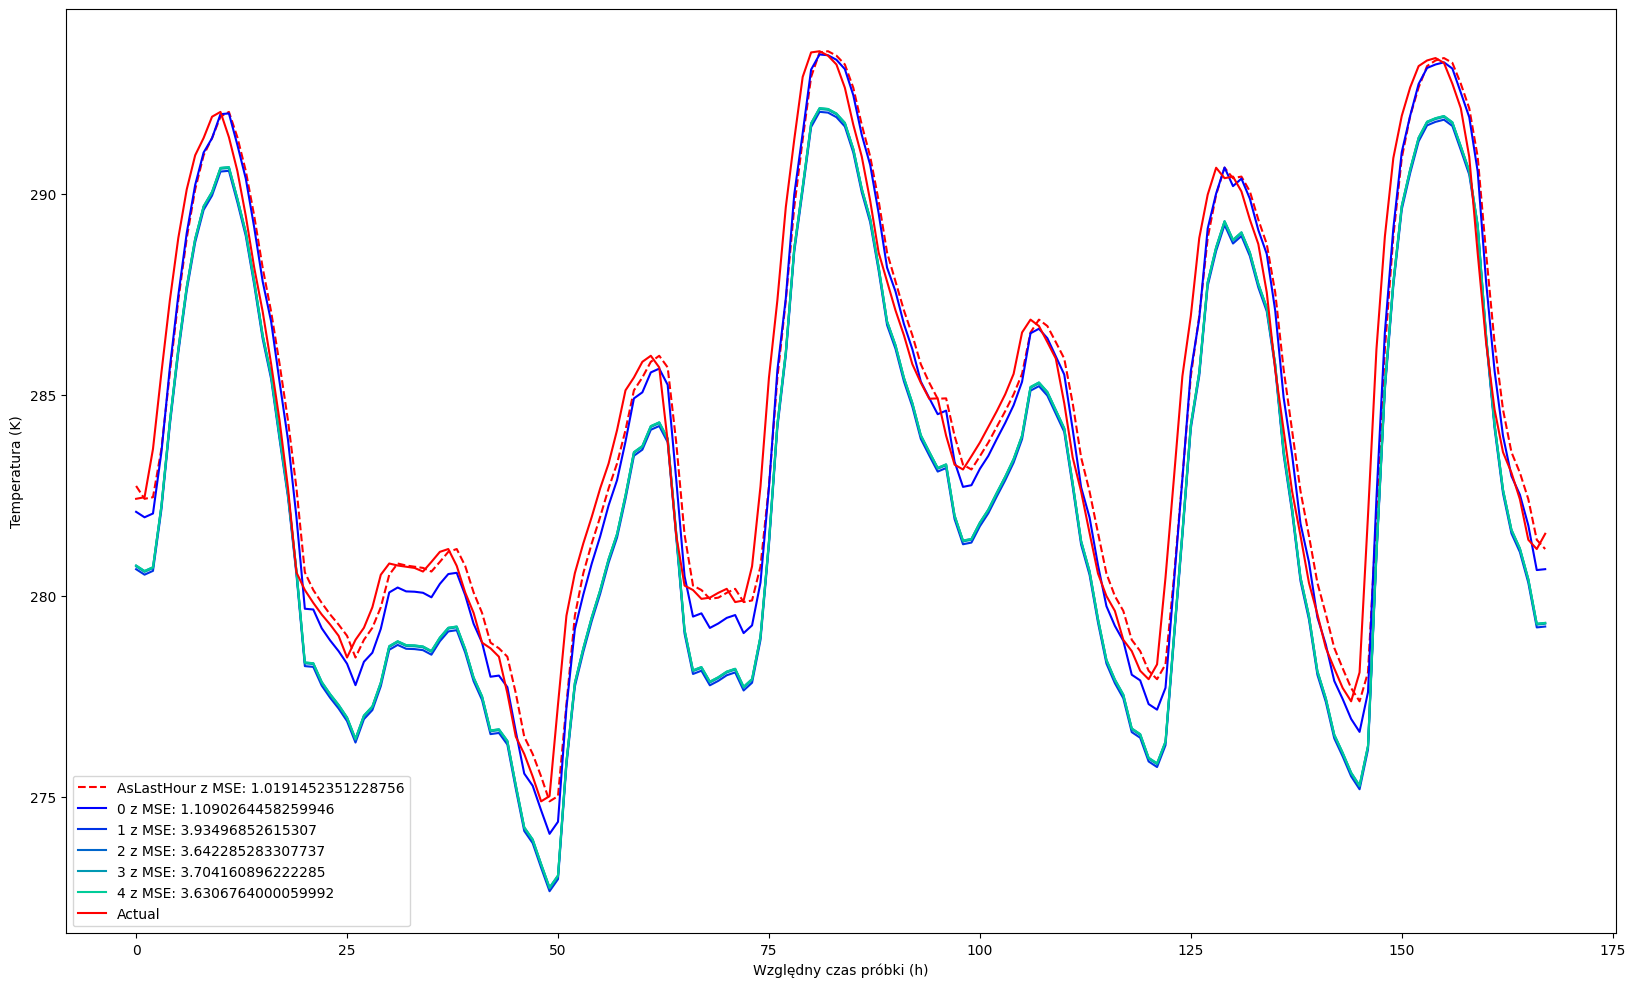 290
285
280
275
Temperatura (K)
AsLastHour z MSE: 1.0191452351228756
0 z MSE: 1.1090264458259946
1 z MSE: 3.93496852615307
2 z MSE: 3.642285283307737
3 z MSE: 3.704160896222285
4 z MSE: 3.6306764000059992
Actual
0 25 50 75 100 125 150 175
Względny czas próbki (h)